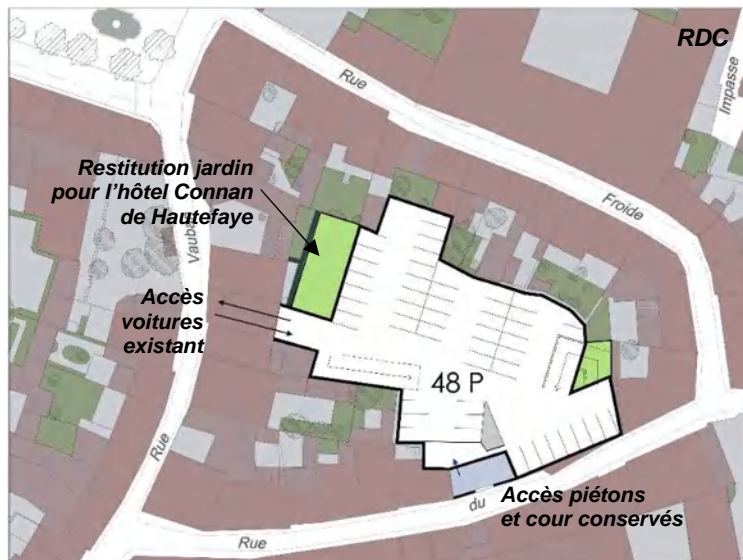 RDC
Rue
Impasse
Froide
Restitution jardin
pour l'hôtel Connan
de Hautefaye
Vauban
Accès
voitures
existant
48 P
Rue
Accès piétons
et cour conservés
du
Rue